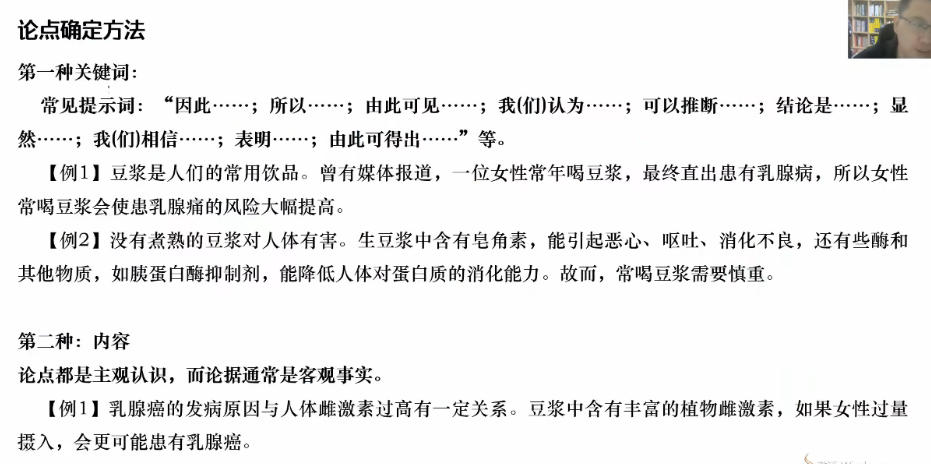 论点确定方法
第一种关键词：
常见提示词：“因此……；所以……；由此可见……；我(们)认为……；可以推断……；结论是……；显
然……；我(们)相信……；表明……；由此可得出……”等。
【例1】豆浆是人们的常用饮品。曾有媒体报道，一位女性常年喝豆浆，最终直出患有乳腺病，所以女性
常喝豆浆会使患乳腺痛的风险大幅提高。
【例2】没有煮熟的豆浆对人体有害。生豆浆中含有皂角素，能引起恶心、呕吐、消化不良，还有些酶和
其他物质，如胰蛋白酶抑制剂，能降低人体对蛋白质的消化能力。故而，常喝豆浆需要慎重。
第二种：内容
论点都是主观认识，而论据通常是客观事实。
【例1】乳腺癌的发病原因与人体雌激素过高有一定关系。豆浆中含有丰富的植物雌激素，如果女性过量
摄入，会更可能患有乳腺癌。